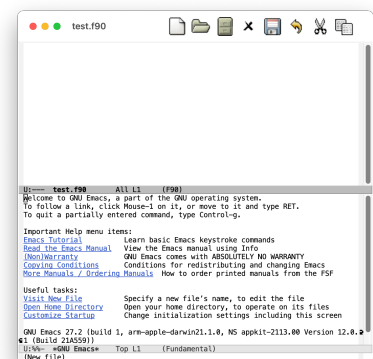 test.f90
U:--- test.f90 All L1 (F90)
Welcome to GNU Emacs, a part of the GNU operating system.
To follow a link, click Mouse-1 on it, or move to it and type RET.
To quit a partially entered command, type Control-g.
Important Help menu items:
Emacs Tutorial Learn basic Emacs keystroke commands
Read the Emacs Manual View the Emacs manual using Info
(Non)Warranty GNU Emacs comes with ABSOLUTELY NO WARRANTY
Copying Conditions Conditions for redistributing and changing Emacs
More Manuals / Ordering Manuals How to order printed manuals from the FSF
Useful tasks:
Visit New File Specify a new file's name, to edit the file
Open Home Directory Open your home directory, to operate on its files
Customize Startup Change initialization settings including this screen
GNU Emacs 27.2 (build 1, arm-apple-darwin21.1.0, NS appkit-2113.00 Version 12.0.
1 (Build 21A559))
U:%%- *GNU Emacs* Top L1 (Fundamental)
(New file)